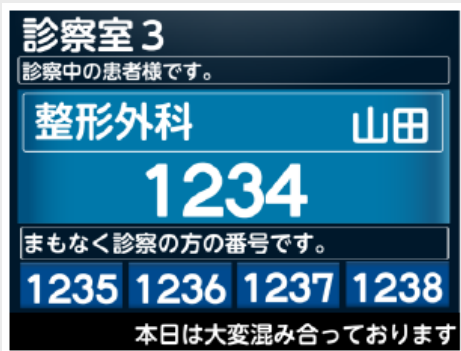 診察室3
診察中の患者様です。
整形外科 山田
1234
まもなく診察の方の番号です。
1235 1236 1237 1238
本日は大変混み合っております